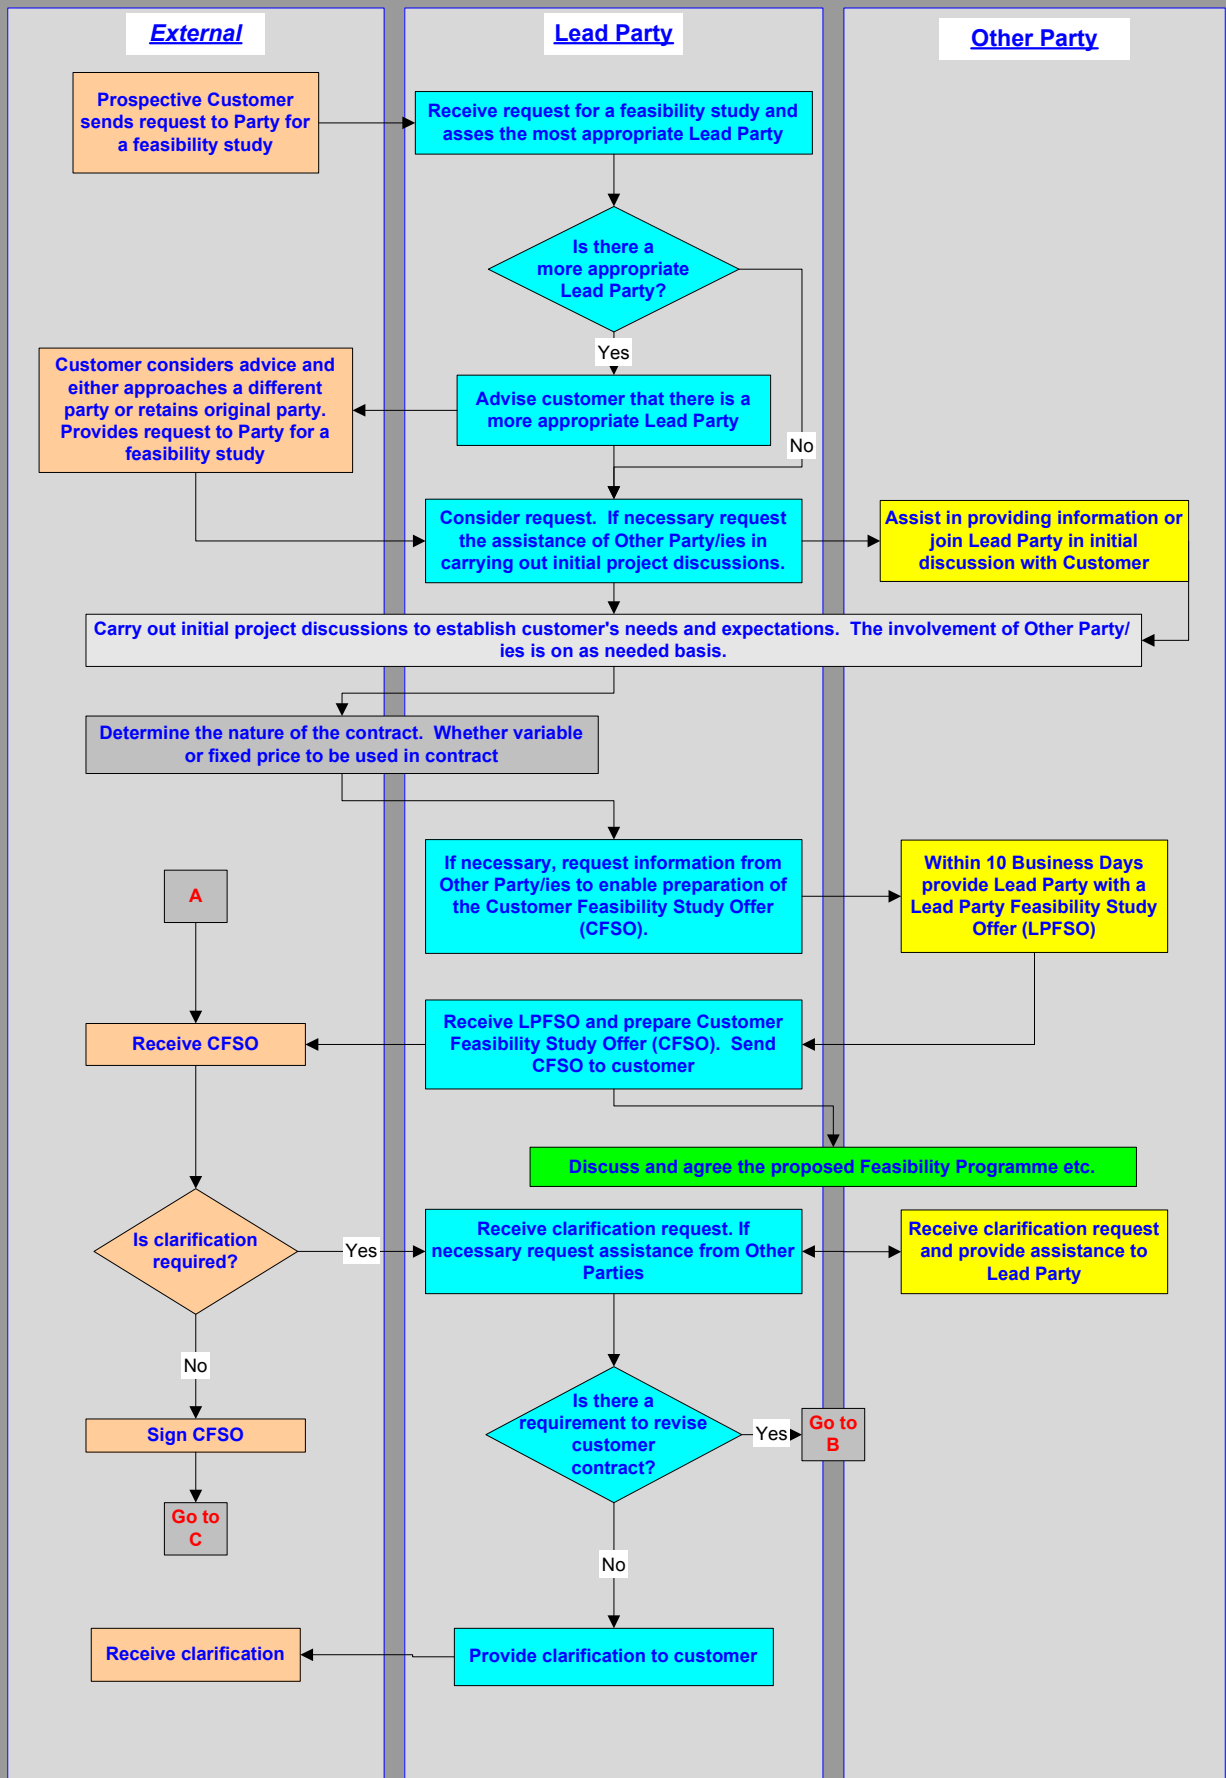 External
Lead Party
Other Party
Prospective Customer
sends request to Party for
a feasibility study
Receive request for a feasibility study and
asses the most appropriate Lead Party
Is there a
more appropriate
Lead Party?
Yes
No
Customer considers advice and
either approaches a different
party or retains original party.
Provides request to Party for a
feasibility study
Advise customer that there is a
more appropriate Lead Party
Consider request.  If necessary request
the assistance of Other Party/ies in
carrying out initial project discussions.
Assist in providing information or
join Lead Party in initial
discussion with Customer
Carry out initial project discussions to establish customer's needs and expectations.  The involvement of Other Party/
ies is on as needed basis.
Determine the nature of the contract.  Whether variable
or fixed price to be used in contract
A
If necessary, request information from
Other Party/ies to enable preparation of
the Customer Feasibility Study Offer
(CFSO).
Within 10 Business Days
provide Lead Party with a
Lead Party Feasibility Study
Offer (LPFSO)
Receive CFSO
Receive LPFSO and prepare Customer
Feasibility Study Offer (CFSO).  Send
CFSO to customer
Discuss and agree the proposed Feasibility Programme etc.
Is clarification
required?
Yes
Receive clarification request. If
necessary request assistance from Other
Parties
Receive clarification request
and provide assistance to
Lead Party
No
Sign CFSO
Is there a
requirement to revise
customer
contract?
Yes
Go to
B
Go to
C
No
Receive clarification
Provide clarification to customer